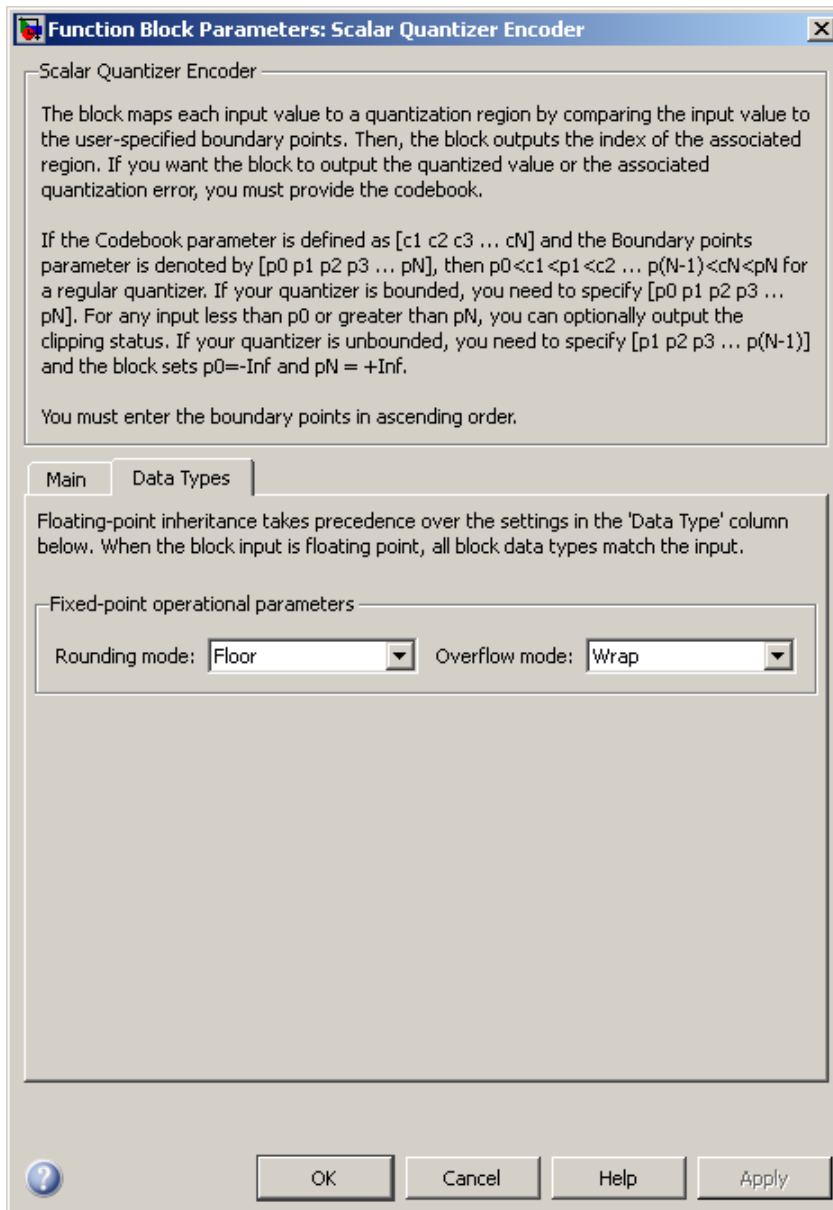 Function Block Parameters: Scalar Quantizer Encoder
Scalar Quantizer Encoder
The block maps each input value to a quantization region by comparing the input value to
the user-specified boundary points. Then, the block outputs the index of the associated
region. If you want the block to output the quantized value or the associated
quantization error, you must provide the codebook.
If the Codebook parameter is defined as [c1 c2 c3 ... cN] and the Boundary points
parameter is denoted by [p0 p1 p2 p3 ... pN], then p0<c1<p1<c2 ... p(N-1)<cN<pN for
a regular quantizer. If your quantizer is bounded, you need to specify [p0 p1 p2 p3 ...
pN]. For any input less than p0 or greater than pN, you can optionally output the
clipping status. If your quantizer is unbounded, you need to specify [p1 p2 p3 ... p(N-1)]
and the block sets p0=-Inf and pN = +Inf.
You must enter the boundary points in ascending order.
Main Data Types
Floating-point inheritance takes precedence over the settings in the 'Data Type' column
below. When the block input is floating point, all block data types match the input.
Fixed-point operational parameters
Rounding mode: Floor Overflow mode: Wrap
? OK Cancel Help Apply